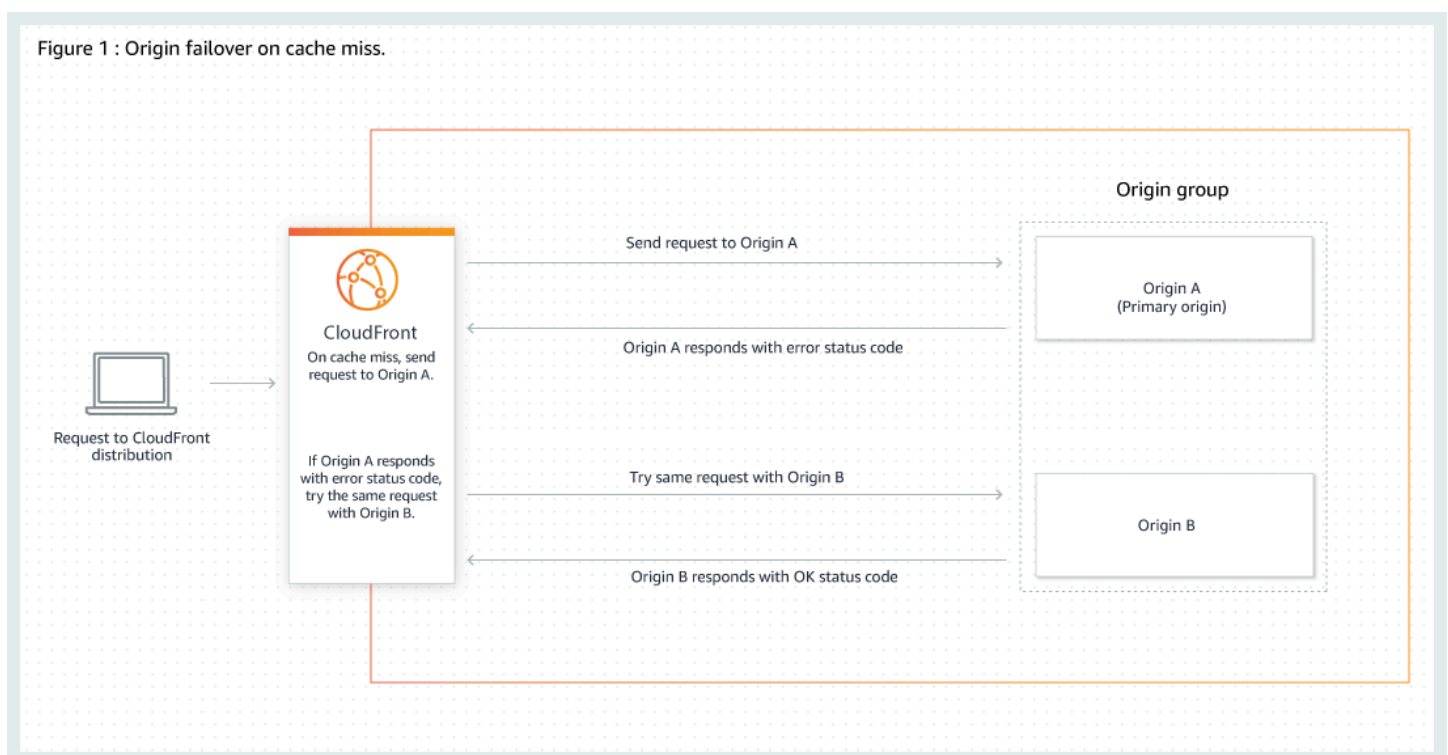 Figure 1 : Origin failover on cache miss.
Origin group
Send request to Origin A
Origin A
(Primary origin)
CloudFront
On cache miss, send
request to Origin A.
Origin A responds with error status code
Request to CloudFront
distribution
If Origin A responds
with error status code,
try the same request
with Origin B.
Try same request with Origin B
Origin B
Origin B responds with OK status code